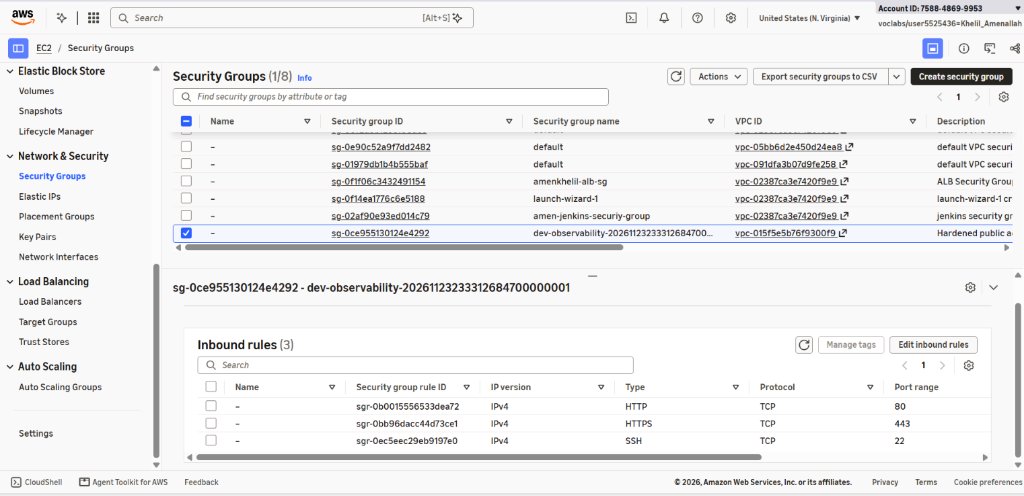 aws
Search
[Alt+S]
United States (N. Virginia)
Account ID: 7588-4869-9953
voclabs/user5525436=Khelil_Amenallah
EC2 / Security Groups
Elastic Block Store
Volumes
Snapshots
Lifecycle Manager
Network & Security
Security Groups
Elastic IPs
Placement Groups
Key Pairs
Network Interfaces
Load Balancing
Load Balancers
Target Groups
Trust Stores
Auto Scaling
Auto Scaling Groups
Settings
Security Groups (1/8) Info
Actions
Export security groups to CSV
Create security group
Find security groups by attribute or tag
1
Name Security group ID Security group name VPC ID Description
– sg-0e90c52a9f7dd2482 default vpc-05bb6d2e450d24ea8 default VPC securi
– sg-01979db1b4b555baf default vpc-091dfa3b07d9fe258 default VPC securi
– sg-0f1f06c3432491154 amenkhelil-alb-sg vpc-02387ca3e7420f9e9 ALB Security Grou
– sg-0f14ea1776c6e5188 launch-wizard-1 vpc-02387ca3e7420f9e9 launch-wizard-1 cr
– sg-02af90e93ed014c79 amen-jenkins-securiy-group vpc-02387ca3e7420f9e9 jenkins security gr
– sg-0ce955130124e4292 dev-observability-20261123233312684700... vpc-015f5e5b76f9300f9 Hardened public a
sg-0ce955130124e4292 - dev-observability-20261123233312684700000001
Inbound rules (3)
Manage tags
Edit inbound rules
Search
1
Name Security group rule ID IP version Type Protocol Port range
– sgr-0b0015556533dea72 IPv4 HTTP TCP 80
– sgr-0bb96dacc44d73ce1 IPv4 HTTPS TCP 443
– sgr-0ec5eec29eb9197e0 IPv4 SSH TCP 22
CloudShell Agent Toolkit for AWS Feedback © 2026, Amazon Web Services, Inc. or its affiliates. Privacy Terms Cookie preferences